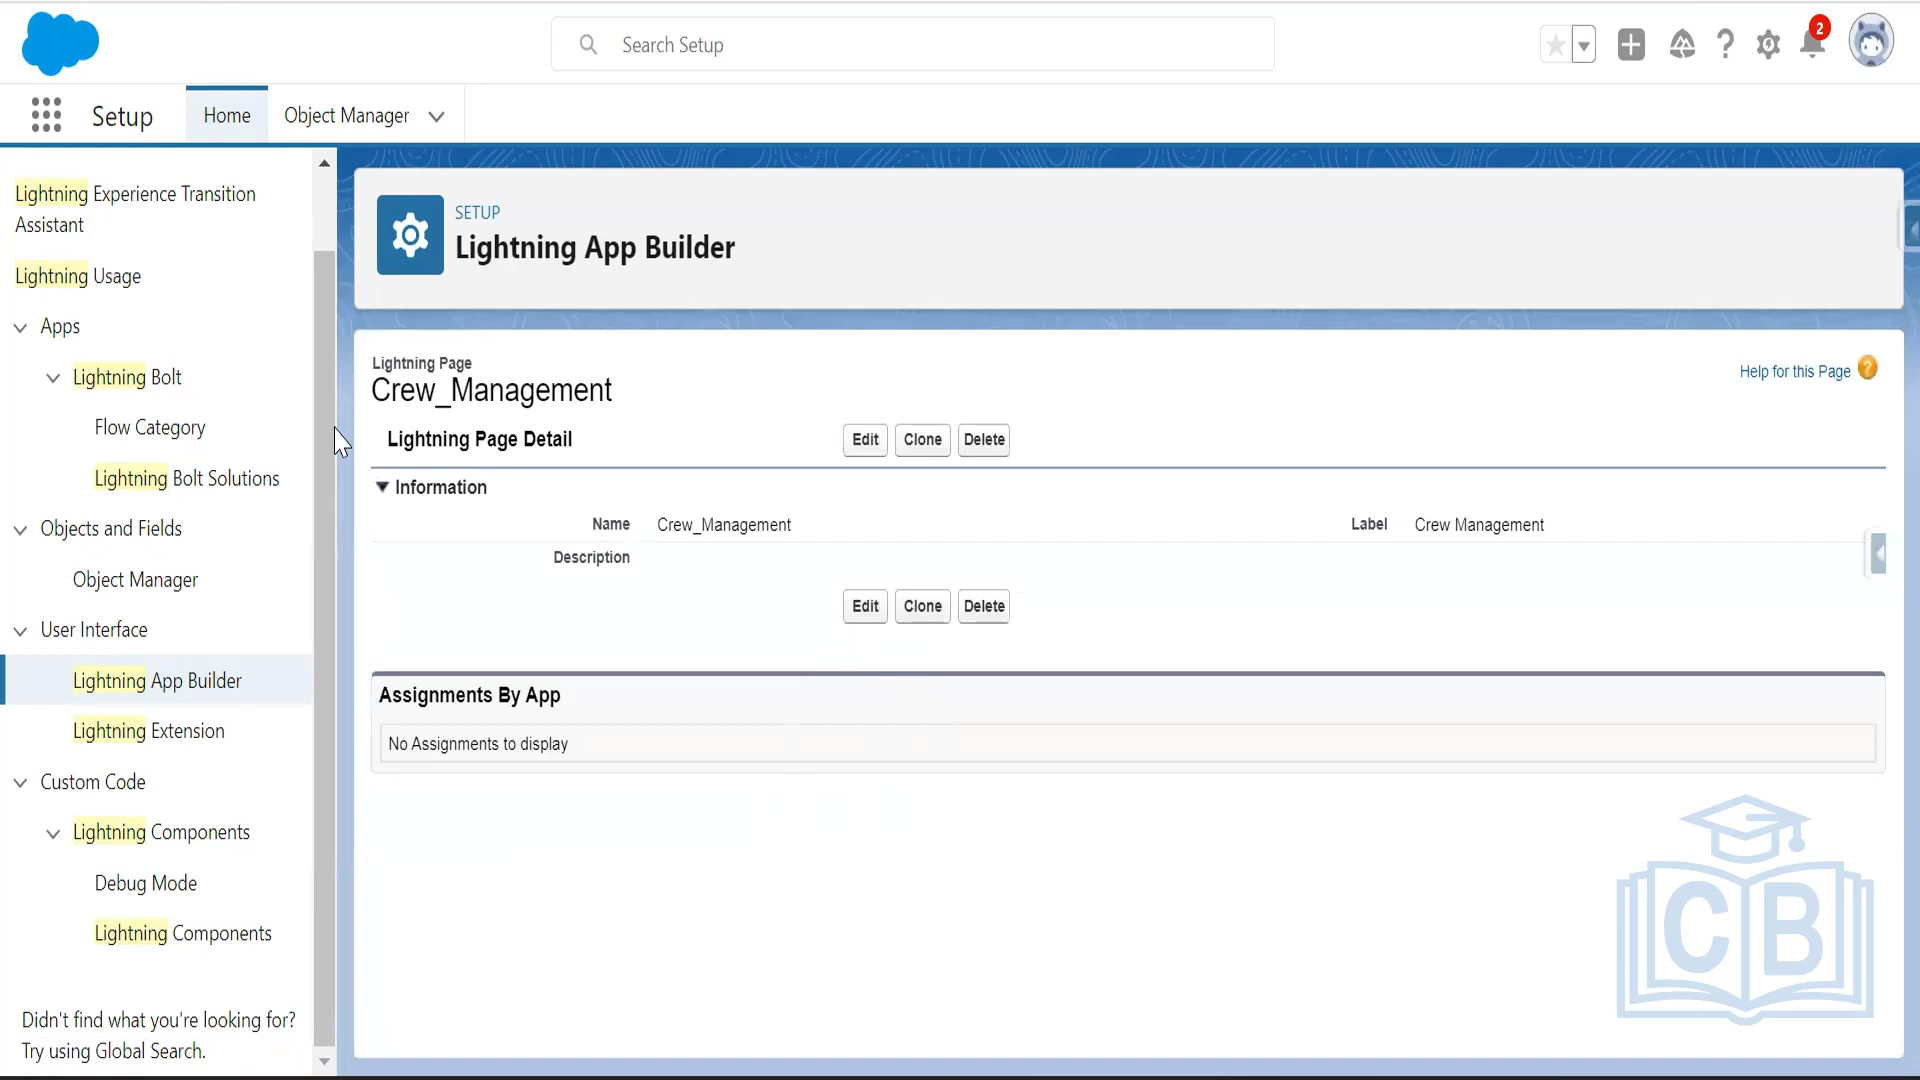 Search Setup
2
Setup
Home
Object Manager
Lightning Experience Transition
Assistant
Lightning Usage
Apps
Lightning Bolt
Flow Category
Lightning Bolt Solutions
Objects and Fields
Object Manager
User Interface
Lightning App Builder
Lightning Extension
Custom Code
Lightning Components
Debug Mode
Lightning Components
Didn't find what you're looking for?
Try using Global Search.
SETUP
Lightning App Builder
Lightning Page
Crew_Management
Help for this Page ?
Lightning Page Detail
Edit Clone Delete
Information
Name Crew_Management Label Crew Management
Description
Edit Clone Delete
Assignments By App
No Assignments to display
CB